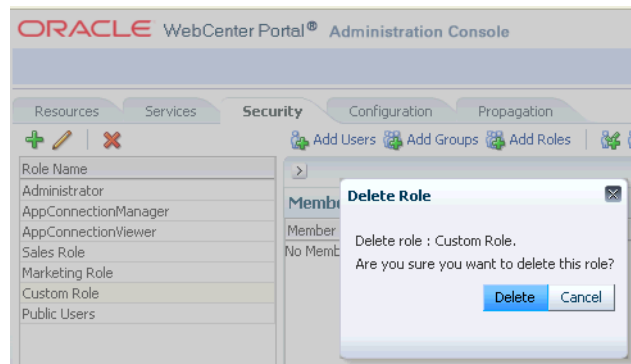 ORACLE WebCenter Portal® Administration Console
Resources Services Security Configuration Propagation
Add Users Add Groups Add Roles
Role Name
Administrator
AppConnectionManager
AppConnectionViewer
Sales Role
Marketing Role
Custom Role
Public Users
Memb
Member
No Memb
Delete Role
Delete role : Custom Role.
Are you sure you want to delete this role?
Delete Cancel